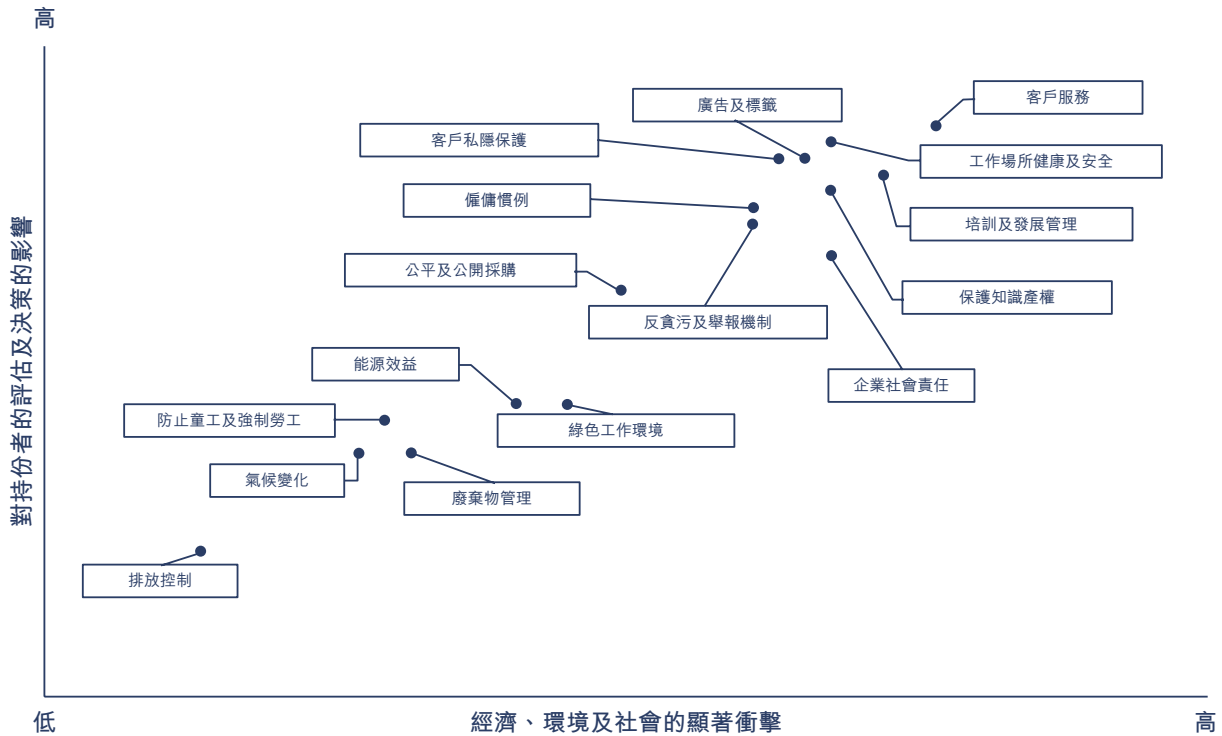 高
對持份者的評估及決策的影響
客戶服務
廣告及標籤
客戶私隱保護
工作場所健康及安全
僱傭慣例
培訓及發展管理
公平及公開採購
保護知識產權
反貪污及舉報機制
能源效益
企業社會責任
防止童工及強制勞工
綠色工作環境
氣候變化
廢棄物管理
排放控制
低
經濟、環境及社會的顯著衝擊
高